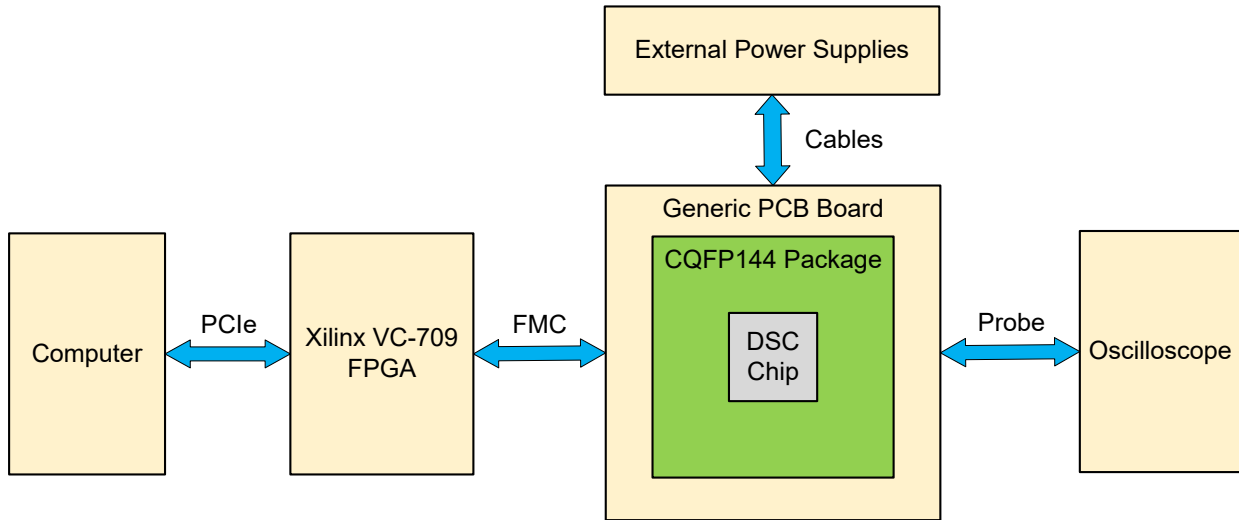 External Power Supplies
Cables
Generic PCB Board
CQFP144 Package
DSC
Chip
Computer
PCIe
Xilinx VC-709
FPGA
FMC
Probe
Oscilloscope